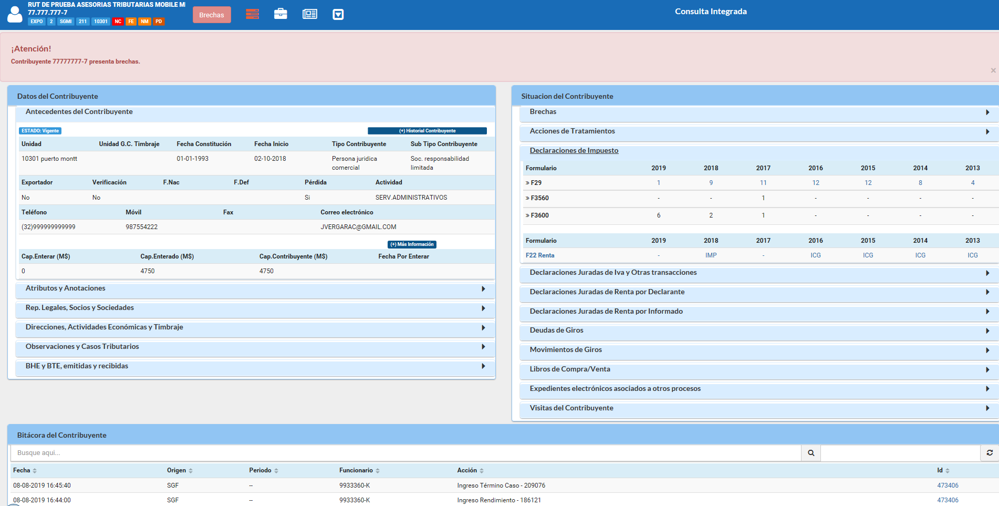 RUT DE PRUEBA ASESORIAS TRIBUTARIAS MOBILE M
77.777.777-7
EXPO 2 SGMI 211 10301 NC FE NM PD
Brechas
Consulta Integrada
¡Atención!
Contribuyente 77777777-7 presenta brechas.
×
Datos del Contribuyente
Antecedentes del Contribuyente
ESTADO: Vigente (+) Historial Contribuyente
Unidad Unidad G.C. Timbraje Fecha Constitución Fecha Inicio Tipo Contribuyente Sub Tipo Contribuyente
10301 puerto montt 01-01-1993 02-10-2018 Persona juridica comercial Soc. responsabilidad limitada
Exportador Verificación F.Nac F.Def Pérdida Actividad
No No Si SERV.ADMINISTRATIVOS
Teléfono Móvil Fax Correo electrónico
(32)999999999999 987554222 JVERGARAC@GMAIL.COM
(+) Más Información
Cap.Enterar (M$) Cap.Enterado (M$) Cap.Contribuyente (M$) Fecha Por Enterar
0 4750 4750
Atributos y Anotaciones
Rep. Legales, Socios y Sociedades
Direcciones, Actividades Económicas y Timbraje
Observaciones y Casos Tributarios
BHE y BTE, emitidas y recibidas
Situacion del Contribuyente
Brechas
Acciones de Tratamientos
Declaraciones de Impuesto
Formulario 2019 2018 2017 2016 2015 2014 2013
» F29 1 9 11 12 12 8 4
» F3560 - - 1 - - - -
» F3600 6 2 1 - - - -
Formulario 2019 2018 2017 2016 2015 2014 2013
F22 Renta - IMP - ICG ICG ICG ICG
Declaraciones Juradas de Iva y Otras transacciones
Declaraciones Juradas de Renta por Declarante
Declaraciones Juradas de Renta por Informado
Deudas de Giros
Movimientos de Giros
Libros de Compra/Venta
Expedientes electrónicos asociados a otros procesos
Visitas del Contribuyente
Bitácora del Contribuyente
Busque aqui...
Fecha Origen Periodo Funcionario Acción Id
08-08-2019 16:45:40 SGF -- 9933360-K Ingreso Término Caso - 209076 473406
08-08-2019 16:44:00 SGF -- 9933360-K Ingreso Rendimiento - 186121 473406